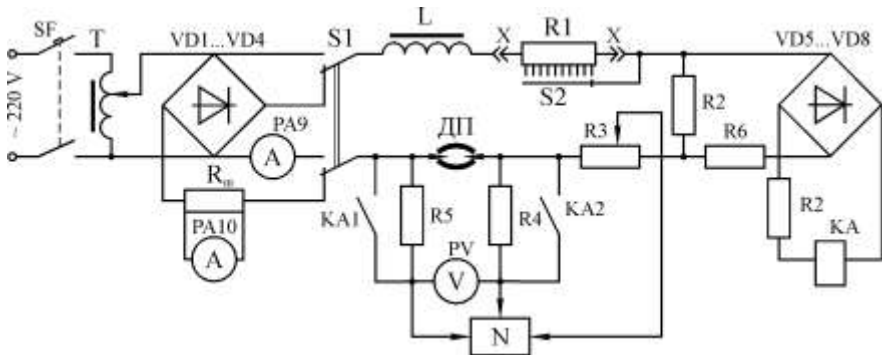 SF
T
VD1...VD4
S1
L
X
R1
X
VD5...VD8
~ 220 V
S2
R2
PA9
A
ДП
R3
R6
Rш
KA1
R5
R4
KA2
R2
KA
PA10
A
PV
V
N